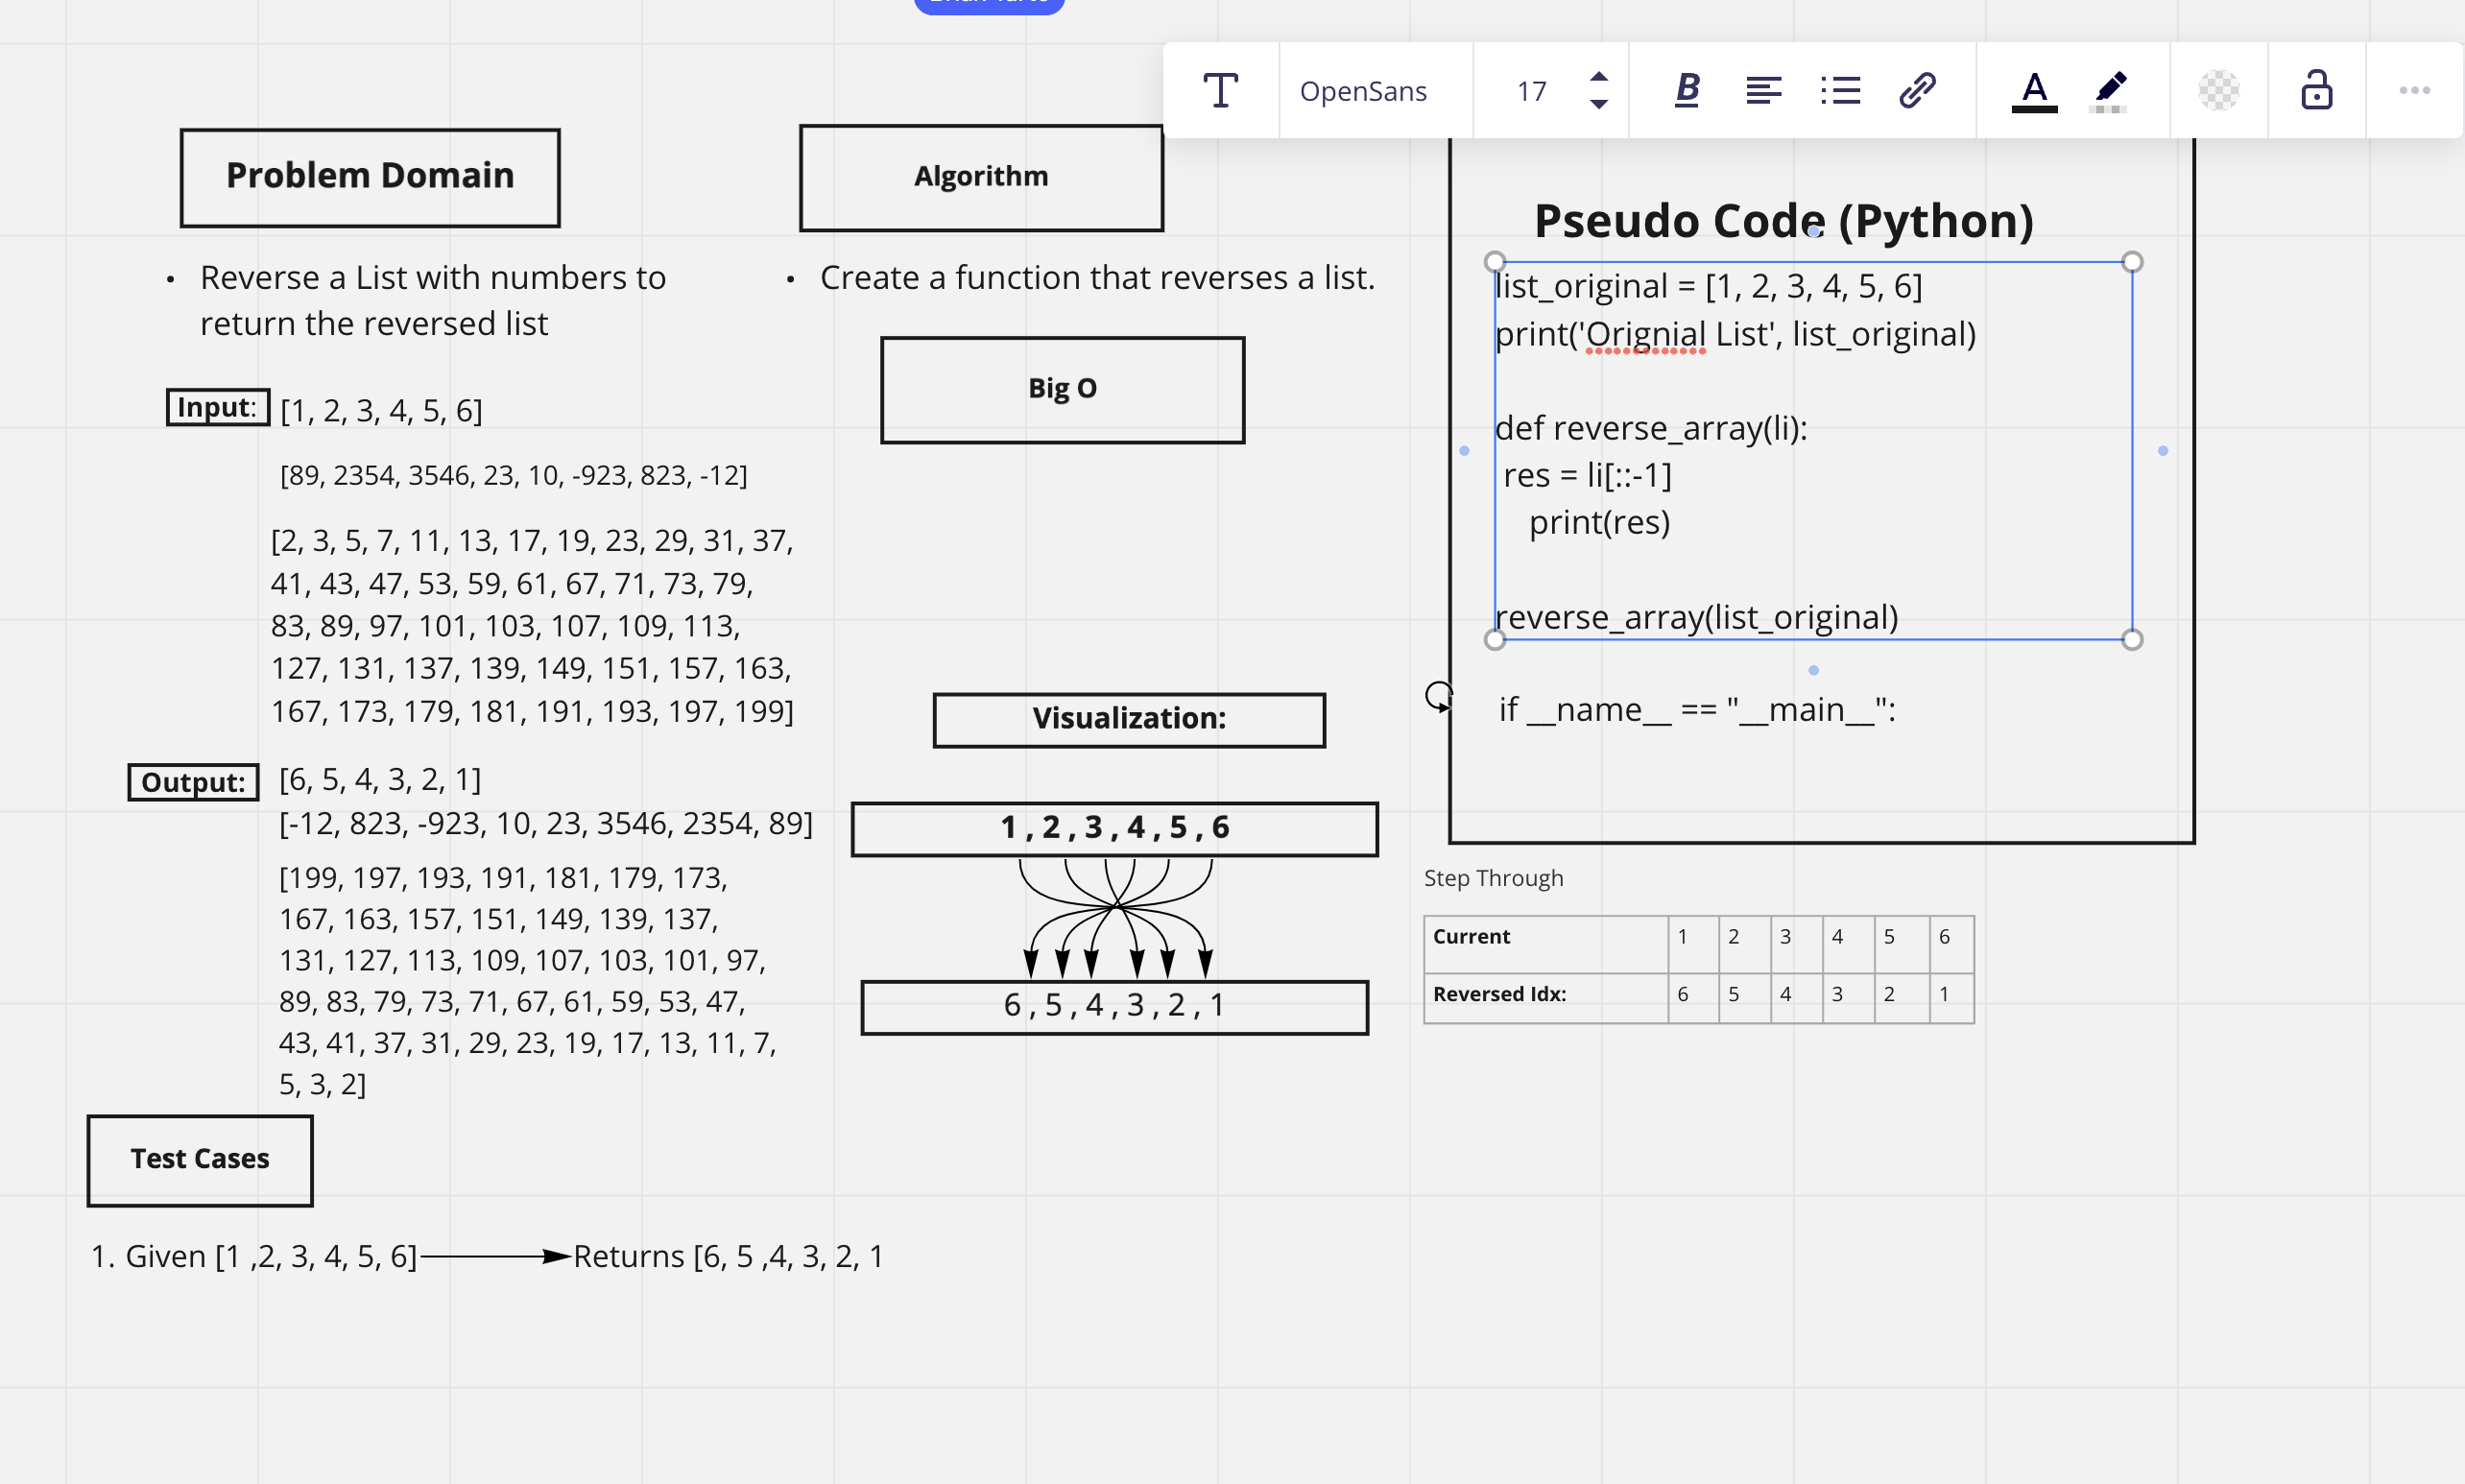 OpenSans
17
B
A
Problem Domain
• Reverse a List with numbers to
return the reversed list
Input:
[1, 2, 3, 4, 5, 6]
[89, 2354, 3546, 23, 10, -923, 823, -12]
[2, 3, 5, 7, 11, 13, 17, 19, 23, 29, 31, 37,
41, 43, 47, 53, 59, 61, 67, 71, 73, 79,
83, 89, 97, 101, 103, 107, 109, 113,
127, 131, 137, 139, 149, 151, 157, 163,
167, 173, 179, 181, 191, 193, 197, 199]
Output:
[6, 5, 4, 3, 2, 1]
[-12, 823, -923, 10, 23, 3546, 2354, 89]
[199, 197, 193, 191, 181, 179, 173,
167, 163, 157, 151, 149, 139, 137,
131, 127, 113, 109, 107, 103, 101, 97,
89, 83, 79, 73, 71, 67, 61, 59, 53, 47,
43, 41, 37, 31, 29, 23, 19, 17, 13, 11, 7,
5, 3, 2]
Test Cases
1. Given [1 ,2, 3, 4, 5, 6]
Returns [6, 5 ,4, 3, 2, 1
Algorithm
• Create a function that reverses a list.
Big O
Visualization:
1 , 2 , 3 , 4 , 5 , 6
6 , 5 , 4 , 3 , 2 , 1
Pseudo Code (Python)
list_original = [1, 2, 3, 4, 5, 6]
print('Orignial List', list_original)
def reverse_array(li):
res = li[::-1]
print(res)
reverse_array(list_original)
if __name__ == "__main__":
Step Through
Current 1 2 3 4 5 6
Reversed Idx: 6 5 4 3 2 1